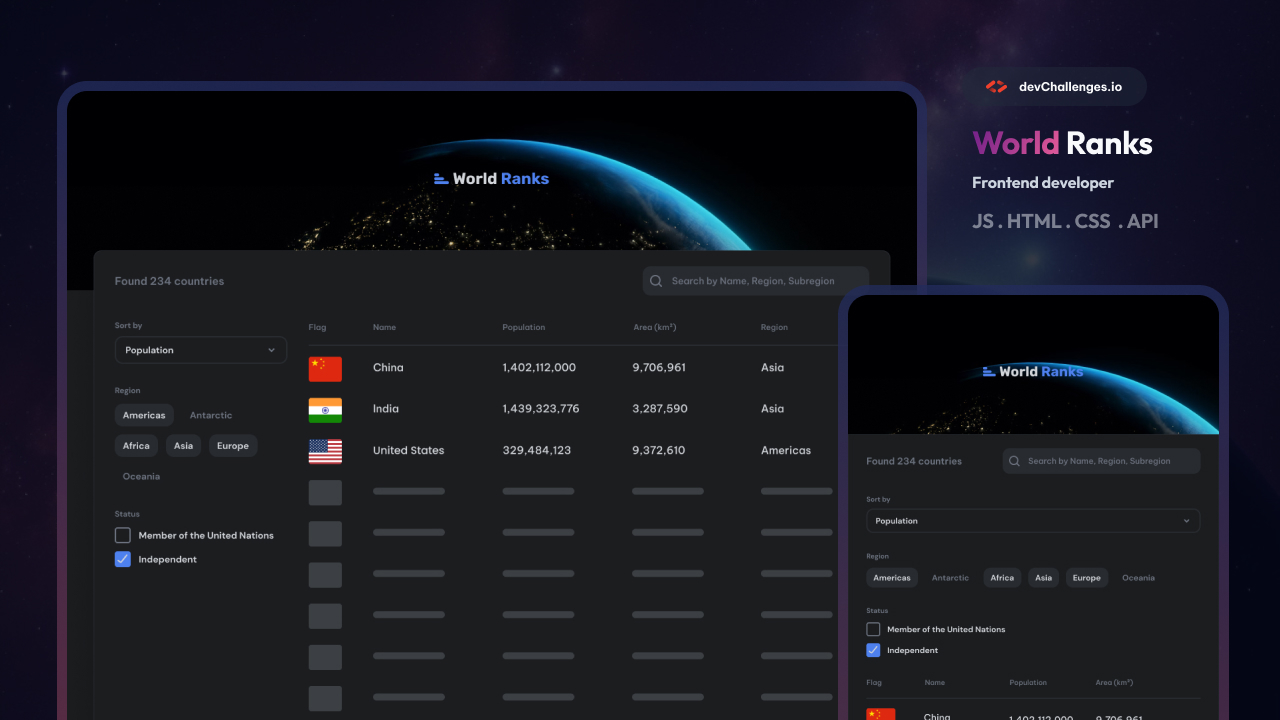 devChallenges.io
World Ranks
Frontend developer
JS . HTML . CSS . API
World Ranks
Found 234 countries
Search by Name, Region, Subregion
Sort by
Population
Region
Americas Antarctic
Africa Asia Europe
Oceania
Status
Member of the United Nations
Independent
Flag Name Population Area (km²) Region
China 1,402,112,000 9,706,961 Asia
India 1,439,323,776 3,287,590 Asia
United States 329,484,123 9,372,610 Americas
World Ranks
Found 234 countries
Search by Name, Region, Subregion
Sort by
Population
Region
Americas Antarctic Africa Asia Europe Oceania
Status
Member of the United Nations
Independent
Flag Name Population Area (km²)
China 1,402,112,000 9,706,961